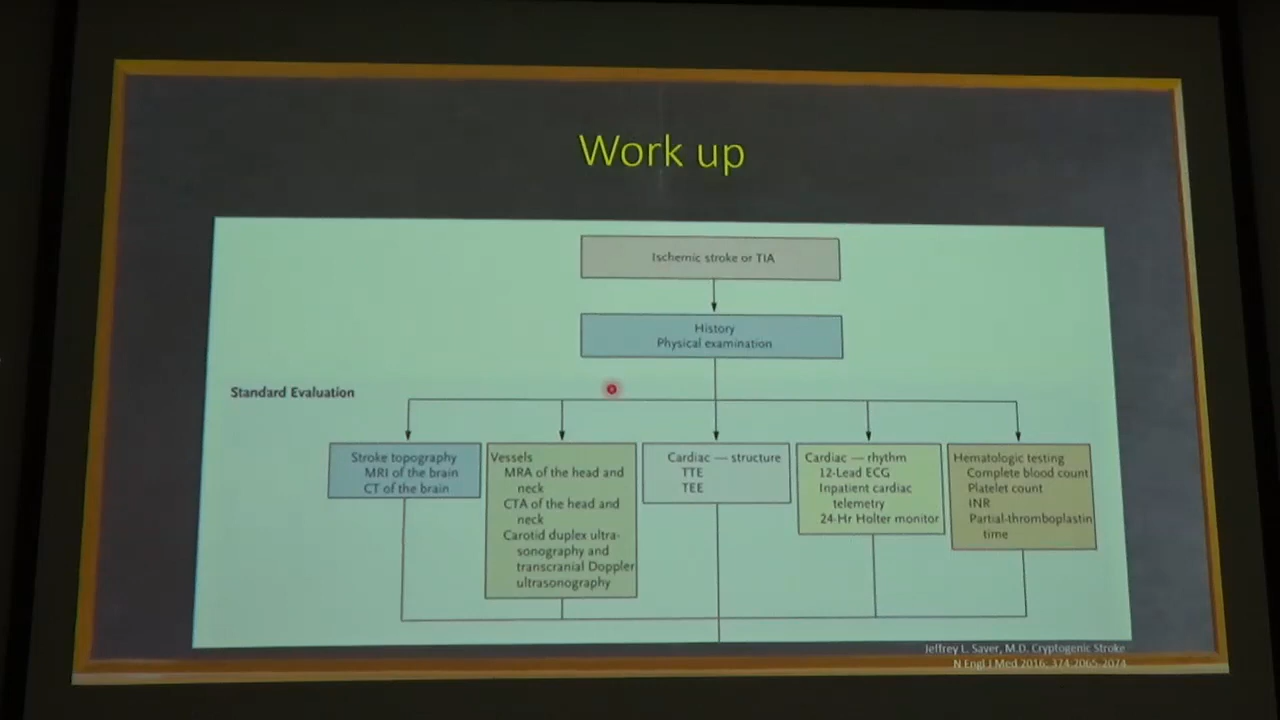 Work up
Ischemic stroke or TIA
History
Physical examination
Standard Evaluation
Stroke topography
MRI of the brain
CT of the brain
Vessels
MRA of the head and
neck
CTA of the head and
neck
Carotid duplex ultra-
sonography and
transcranial Doppler
ultrasonography
Cardiac — structure
TTE
TEE
Cardiac — rhythm
12-Lead ECG
Inpatient cardiac
telemetry
24-Hr Holter monitor
Hematologic testing
Complete blood count
Platelet count
INR
Partial-thromboplastin
time
Jeffrey L. Saver, M.D. Cryptogenic Stroke
N Engl J Med 2016; 374:2065-2074